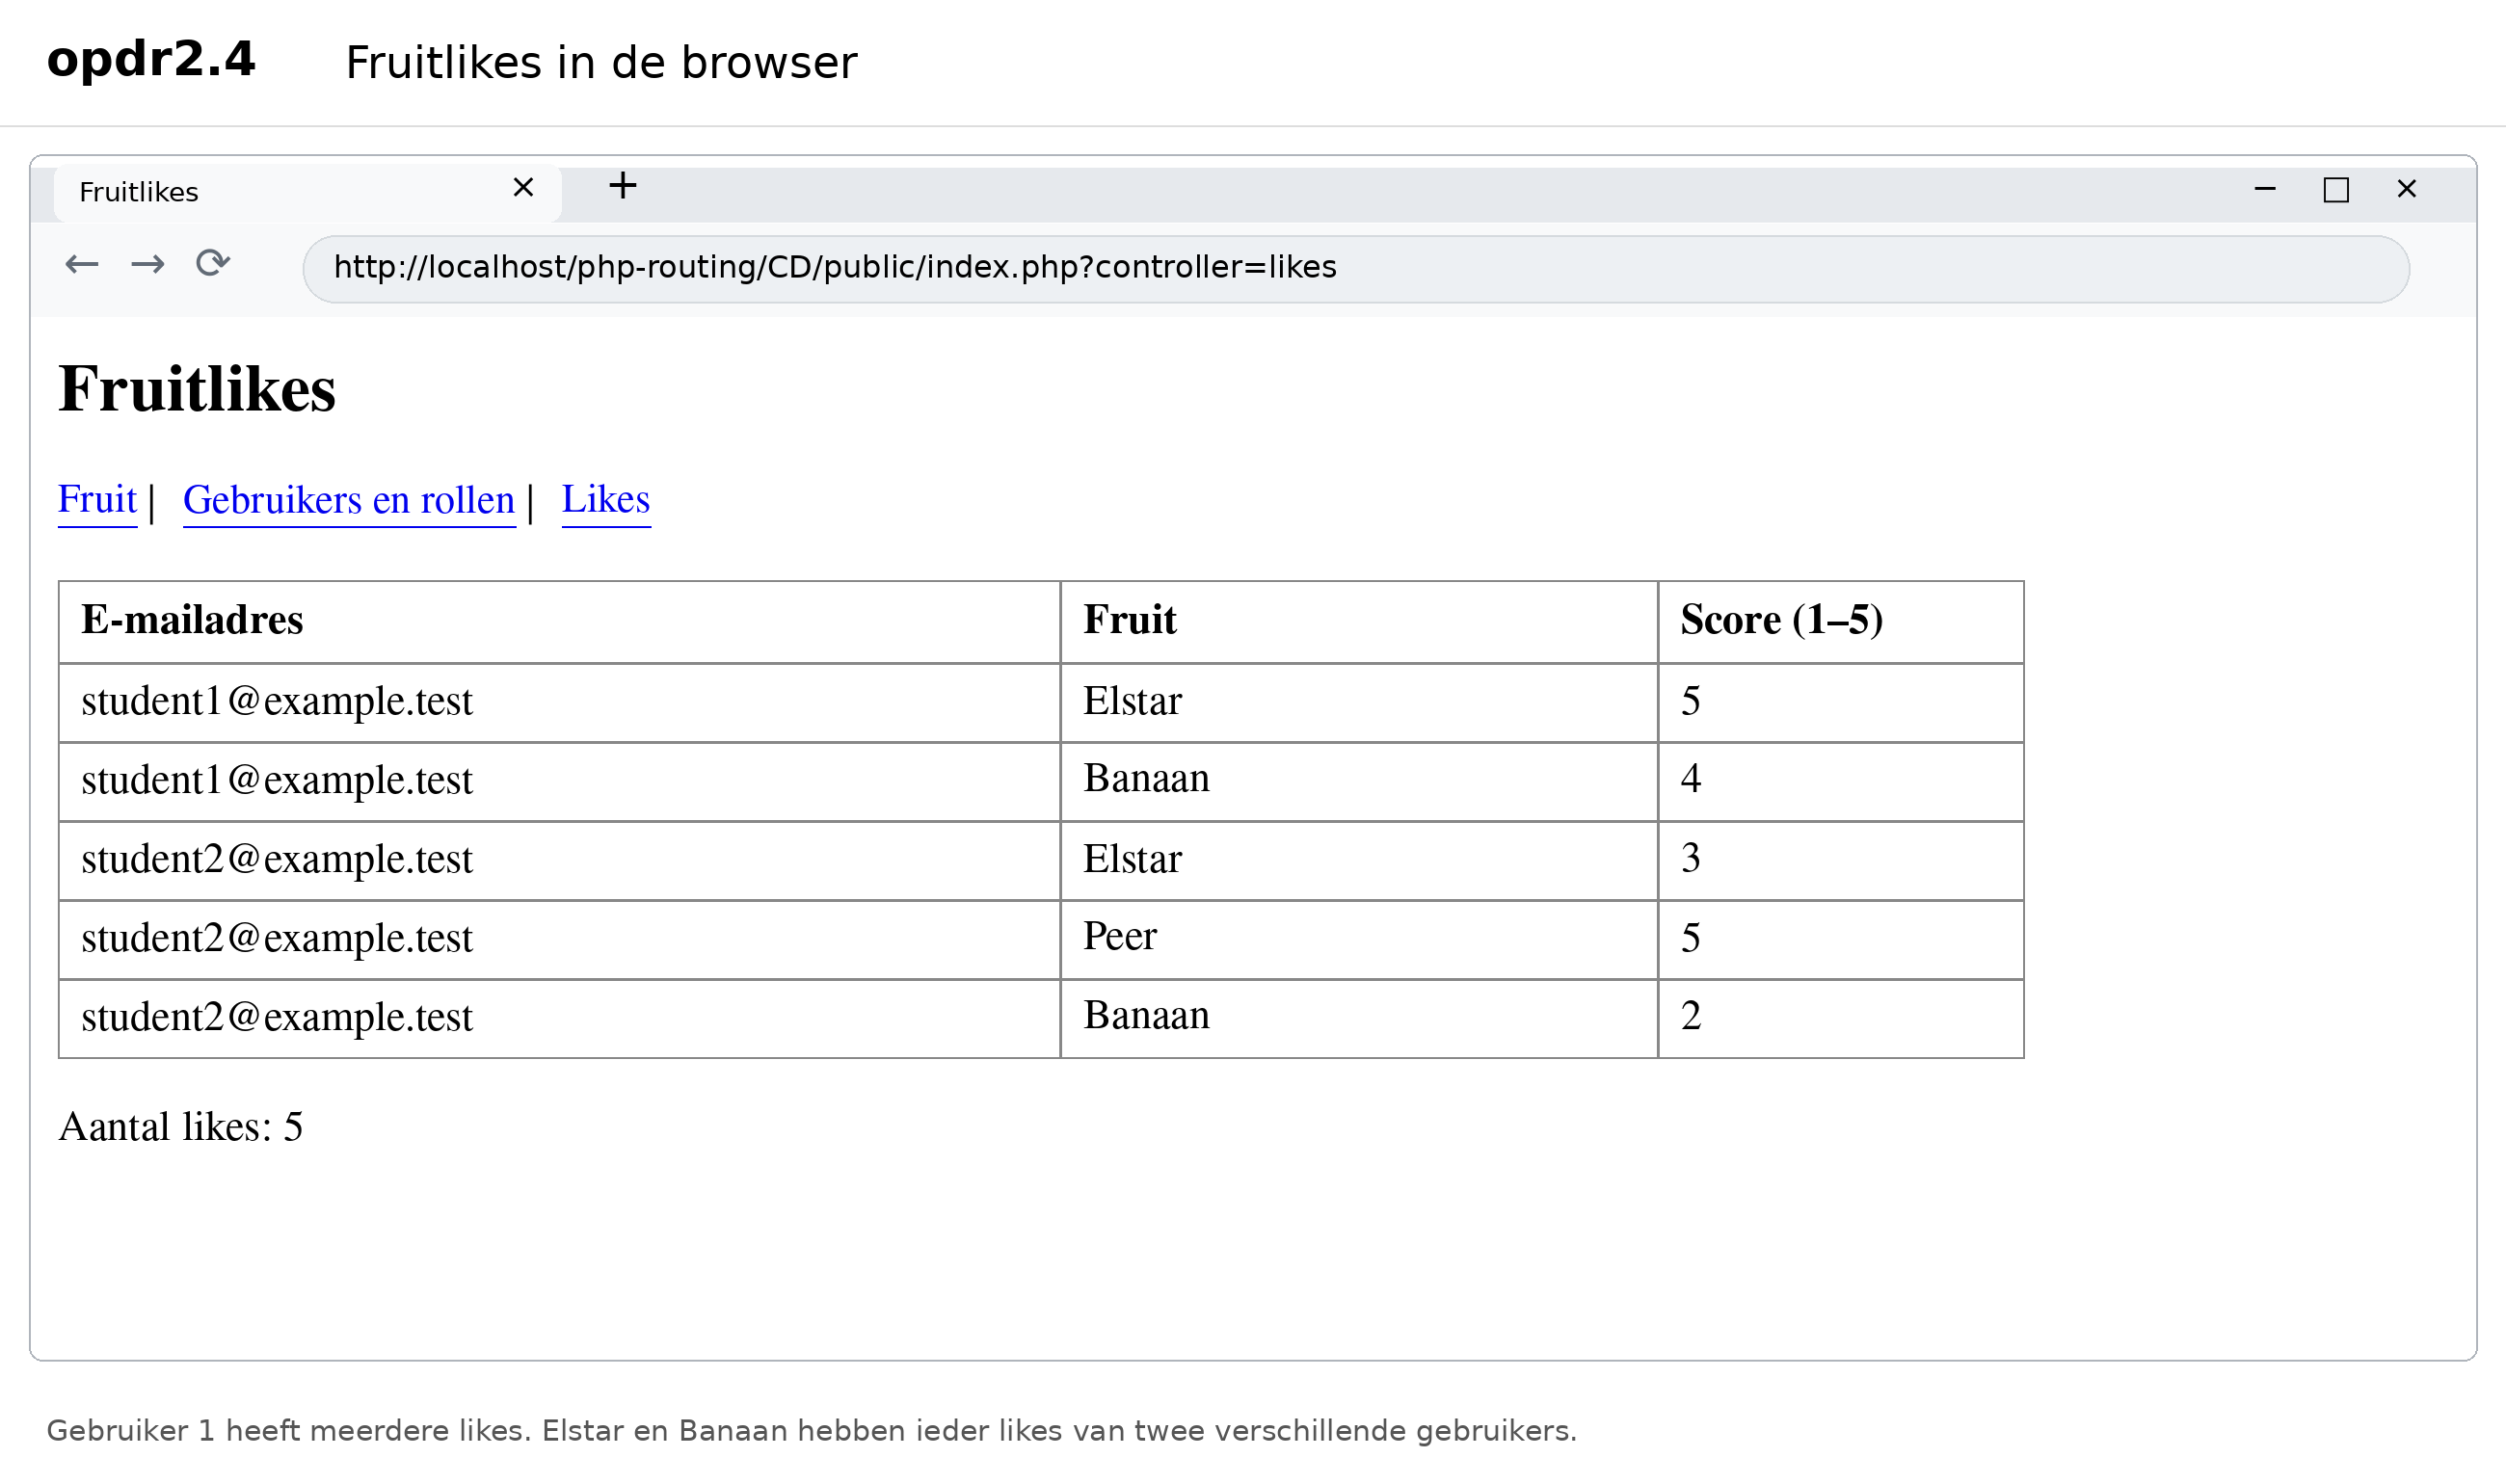 opdr2.4 Fruitlikes in de browser
Fruitlikes × + − □ ×
← → ⟳ http://localhost/php-routing/CD/public/index.php?controller=likes
Fruitlikes
Fruit | Gebruikers en rollen | Likes
E-mailadres Fruit Score (1–5)
student1@example.test Elstar 5
student1@example.test Banaan 4
student2@example.test Elstar 3
student2@example.test Peer 5
student2@example.test Banaan 2
Aantal likes: 5
Gebruiker 1 heeft meerdere likes. Elstar en Banaan hebben ieder likes van twee verschillende gebruikers.